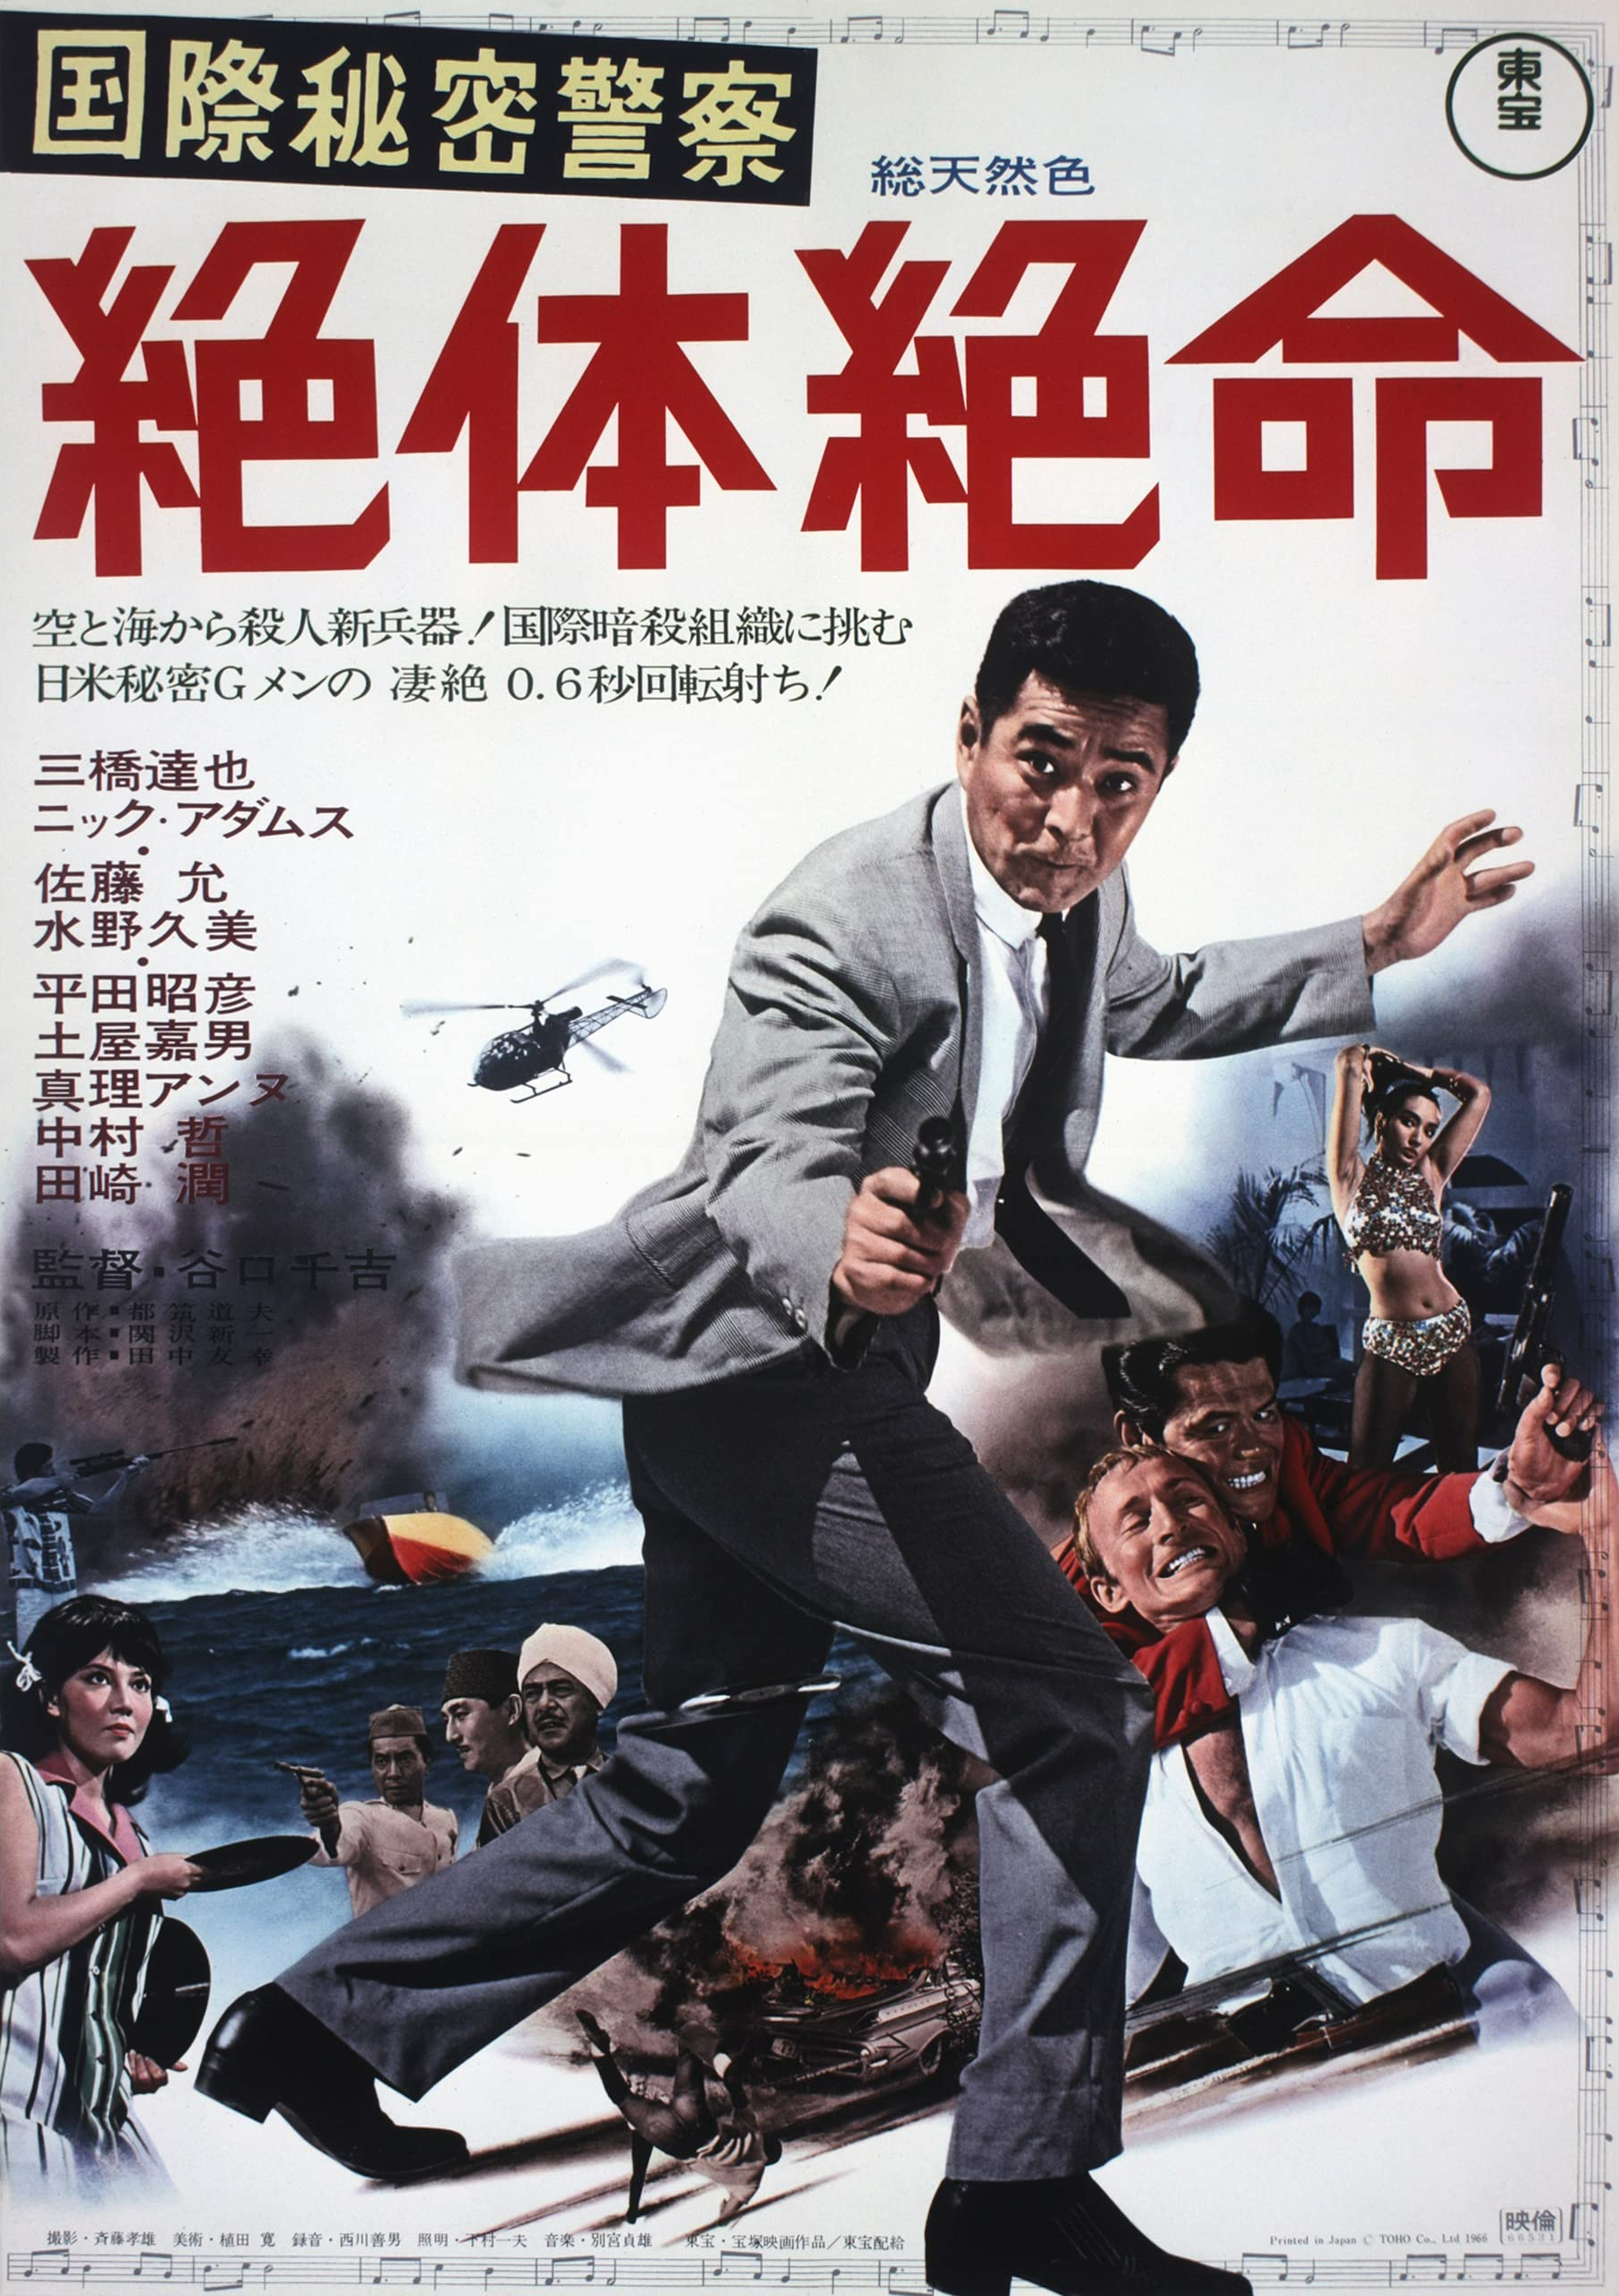 国際秘密警察
東宝
総天然色
絶体絶命
空と海から殺人新兵器!国際暗殺組織に挑む
日米秘密Gメンの 凄絶 0.6秒回転射ち!
三橋達也
ニック・アダムス
・
佐藤 允
水野久美
・
平田昭彦
土屋嘉男
真理アンヌ
中村 哲
田崎 潤
監督・谷口千吉
原作・都筑道夫
脚本・関沢新一
製作・田中友幸
撮影・斉藤孝雄 美術・植田 寛 録音・西川善男 照明・下村一夫 音楽・別宮貞雄 東宝・宝塚映画作品/東宝配給
Printed in Japan © TOHO Co., Ltd 1966
映倫
66531